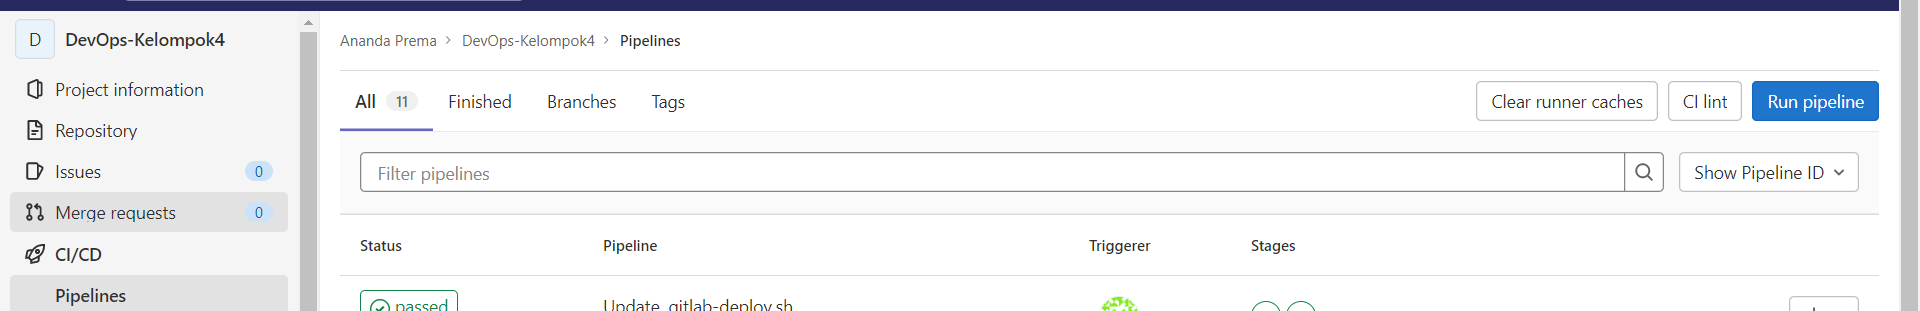 D DevOps-Kelompok4
Project information
Repository
Issues 0
Merge requests 0
CI/CD
Pipelines
Ananda Prema > DevOps-Kelompok4 > Pipelines
All 11 Finished Branches Tags
Clear runner caches CI lint Run pipeline
Filter pipelines
Show Pipeline ID
Status Pipeline Triggerer Stages
passed Update .gitlab-deploy.sh